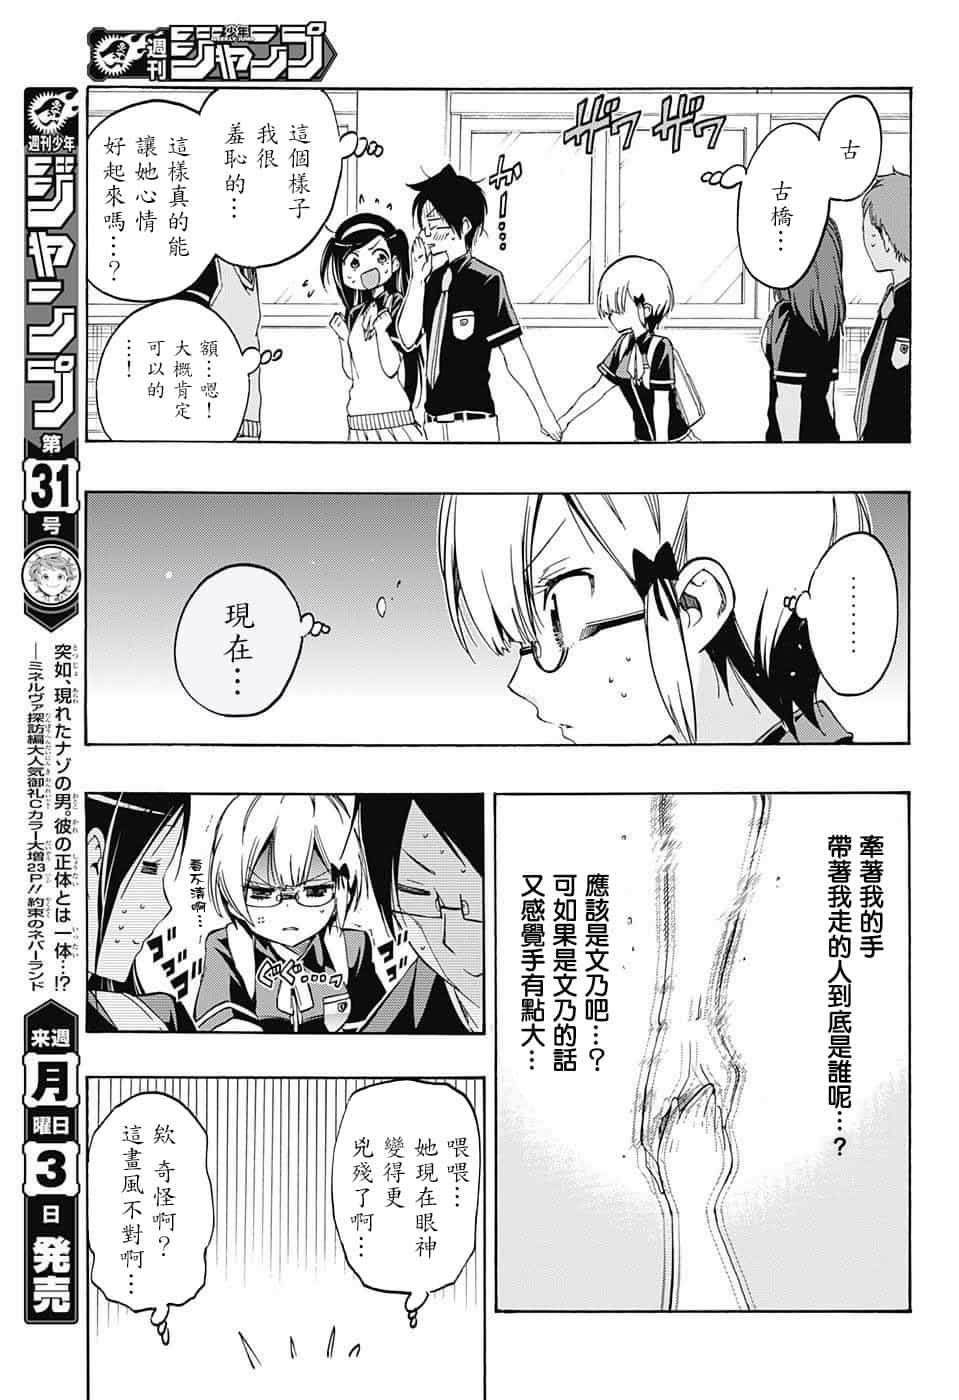 週刊
少年
ジャンプ
週刊少年
ジャンプ
第
31
号
突如、現れたナゾの男。彼の正体とは一体…!?
―ミネルヴァ探訪編大人気御礼Cカラー大増23P!!約束のネバーランド
来週
月
曜日
3
日
発売
古
古橋…
ザワ
ザワ
這個樣子
我很
羞恥的…
這樣真的能
讓她心情
好起來嗎…?
額…嗯!
大概肯定
可以的
…!
………
現在…
牽著我的手
帶著我走的人到底是誰呢…?
應該是文乃吧…?
可如果是文乃的話
又感覺手有點大…
看不清啊…
ぐぐぐ…
喂喂…
她現在眼神
變得更
兇殘了啊…
欸 奇怪啊?
這畫風不對啊…